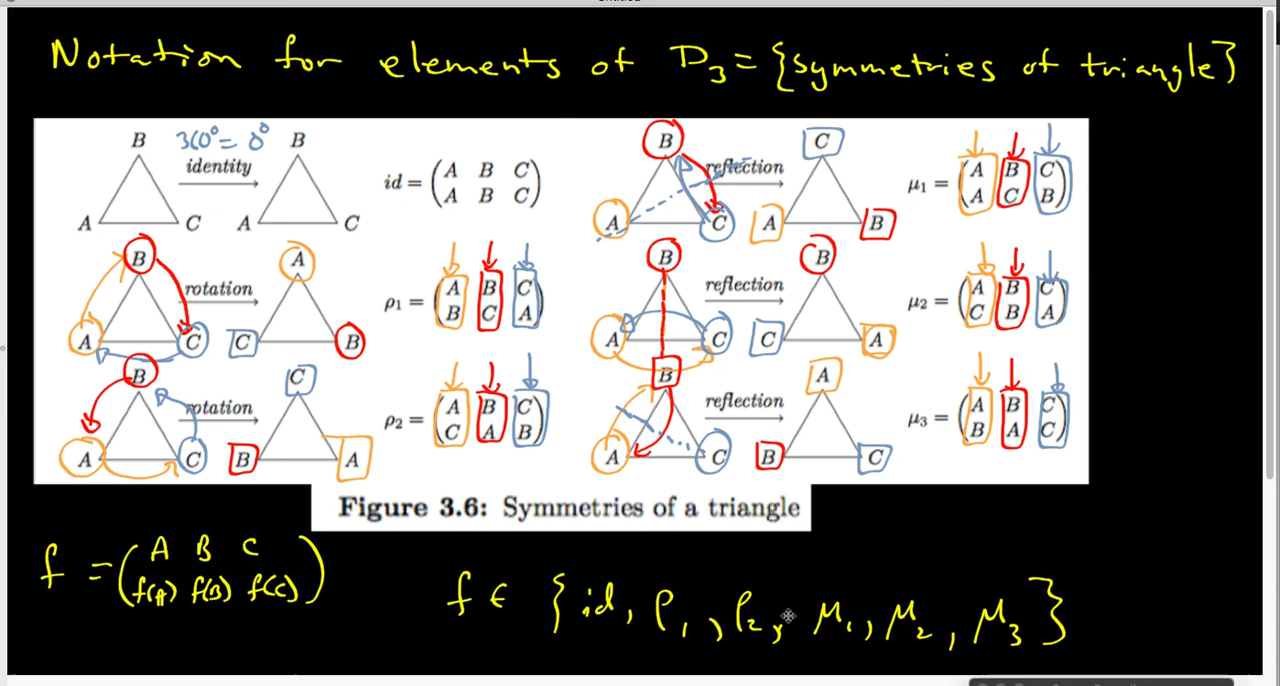 Notation for elements of D₃ = {symmetries of triangle}
B 360° = 0° B
identity
A C A C
id = (A B C
A B C)
B A
rotation
A C C B
ρ₁ = (A B C
B C A)
B C
rotation
A C B A
ρ₂ = (A B C
C A B)
B C
reflection
A C A B
μ₁ = (A B C
A C B)
B B
reflection
A C C A
μ₂ = (A B C
C B A)
B A
reflection
A C B C
μ₃ = (A B C
B A C)
Figure 3.6: Symmetries of a triangle
f = (A B C
f(A) f(B) f(C))
f ∈ {id, ρ₁, ρ₂, μ₁, μ₂, μ₃}